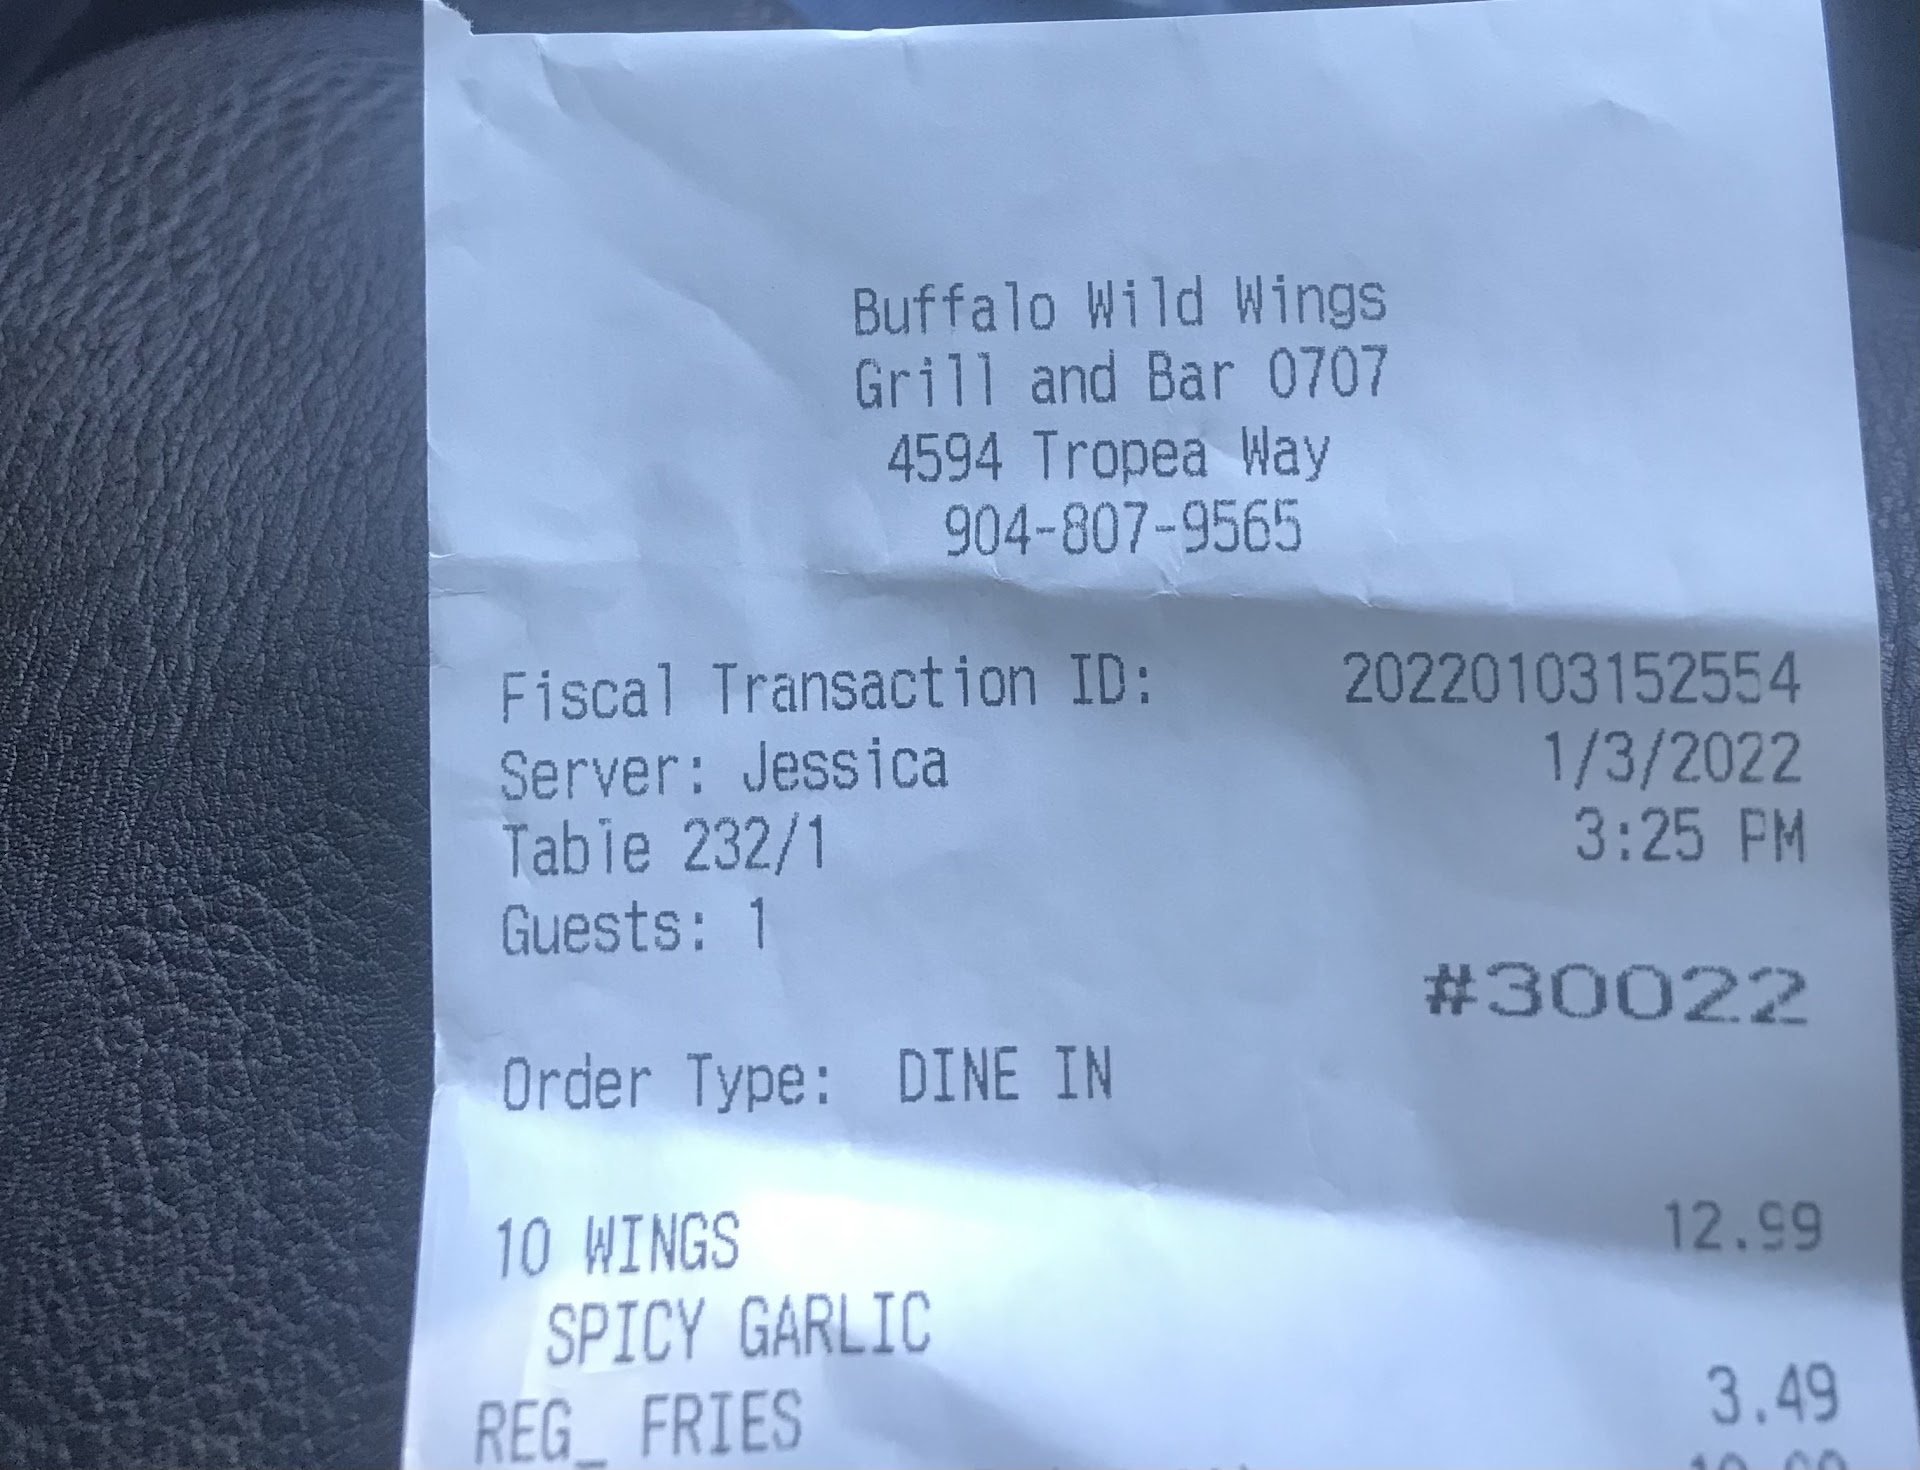 Buffalo Wild Wings
Grill and Bar 0707
4594 Tropea Way
904-807-9565
Fiscal Transaction ID: 20220103152554
Server: Jessica 1/3/2022
Table 232/1 3:25 PM
Guests: 1
#30022
Order Type: DINE IN
10 WINGS 12.99
SPICY GARLIC
REG_ FRIES 3.49